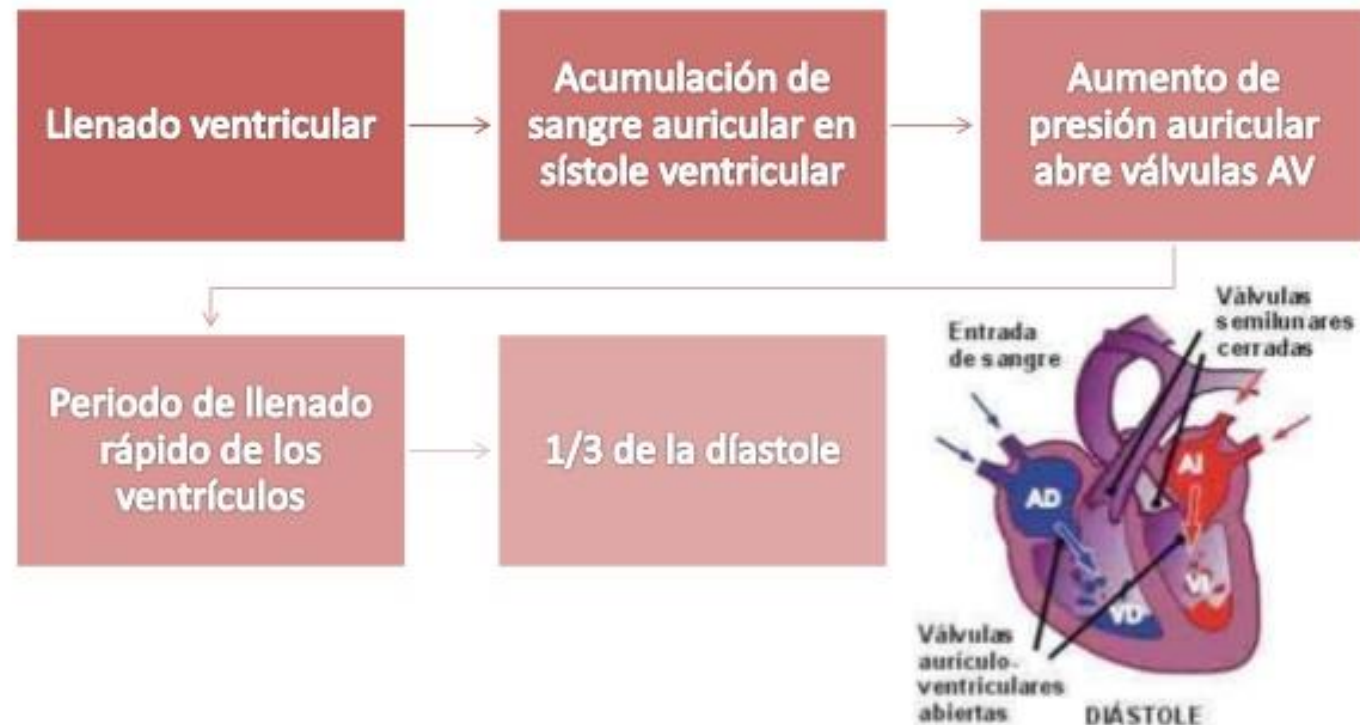 Llenado ventricular
Acumulación de
sangre auricular en
sístole ventricular
Aumento de
presión auricular
abre válvulas AV
Periodo de llenado
rápido de los
ventrículos
1/3 de la díastole
Entrada
de sangre
Válvulas
semilunares
cerradas
AD
AI
VD
VI
Válvulas
aurículo-
ventriculares
abiertas
DIÁSTOLE